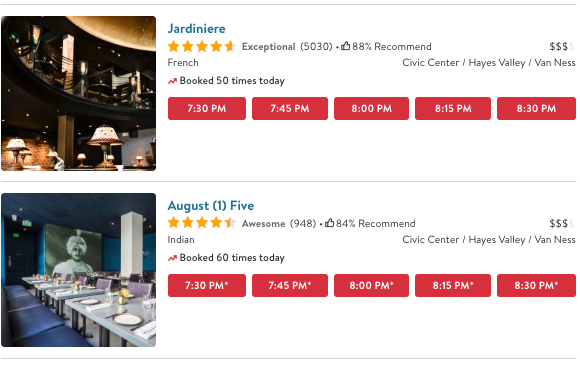 Jardiniere
Exceptional (5030) • 88% Recommend $$$$
French Civic Center / Hayes Valley / Van Ness
Booked 50 times today
7:30 PM 7:45 PM 8:00 PM 8:15 PM 8:30 PM
August (1) Five
Awesome (948) • 84% Recommend $$$$
Indian Civic Center / Hayes Valley / Van Ness
Booked 60 times today
7:30 PM* 7:45 PM* 8:00 PM* 8:15 PM* 8:30 PM*